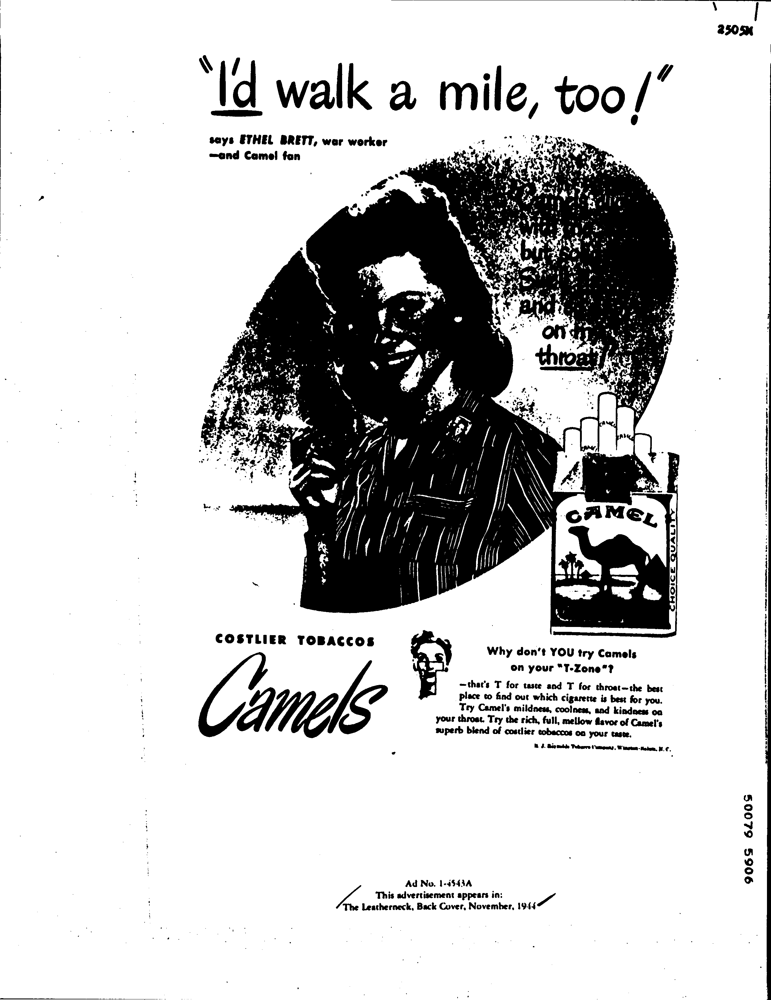 2505M
"I'd walk a mile, too!"
says ETHEL BRETT, war worker
—and Camel fan
on
throat!"
CAMEL
CHOICE QUALITY
COSTLIER TOBACCOS
Camels
Why don't YOU try Camels
on your "T-Zone"?
—that's T for taste and T for throat—the best
place to find out which cigarette is best for you.
Try Camel's mildness, coolness, and kindness on
your throat. Try the rich, full, mellow flavor of Camel's
superb blend of costlier tobaccos on your taste.
R. J. Reynolds Tobacco Company, Winston-Salem, N. C.
50079 5906
Ad No. 1-4543A
This advertisement appears in:
The Leatherneck, Back Cover, November, 1944